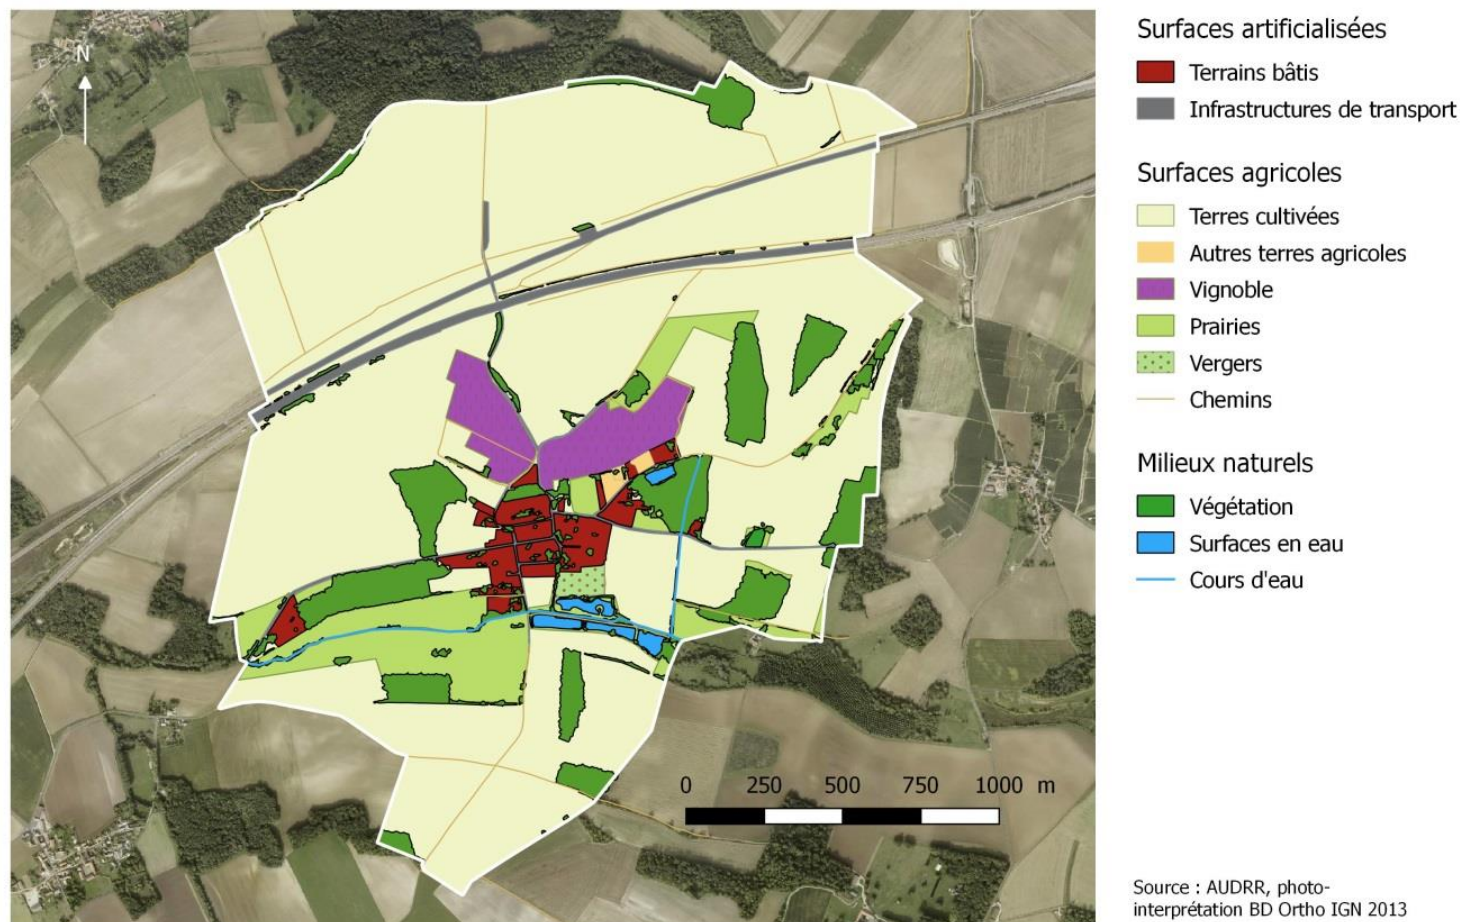 N
Surfaces artificialisées
Terrains bâtis
Infrastructures de transport
Surfaces agricoles
Terres cultivées
Autres terres agricoles
Vignoble
Prairies
Vergers
Chemins
Milieux naturels
Végétation
Surfaces en eau
Cours d'eau
0 250 500 750 1000 m
Source : AUDRR, photo-
interprétation BD Ortho IGN 2013